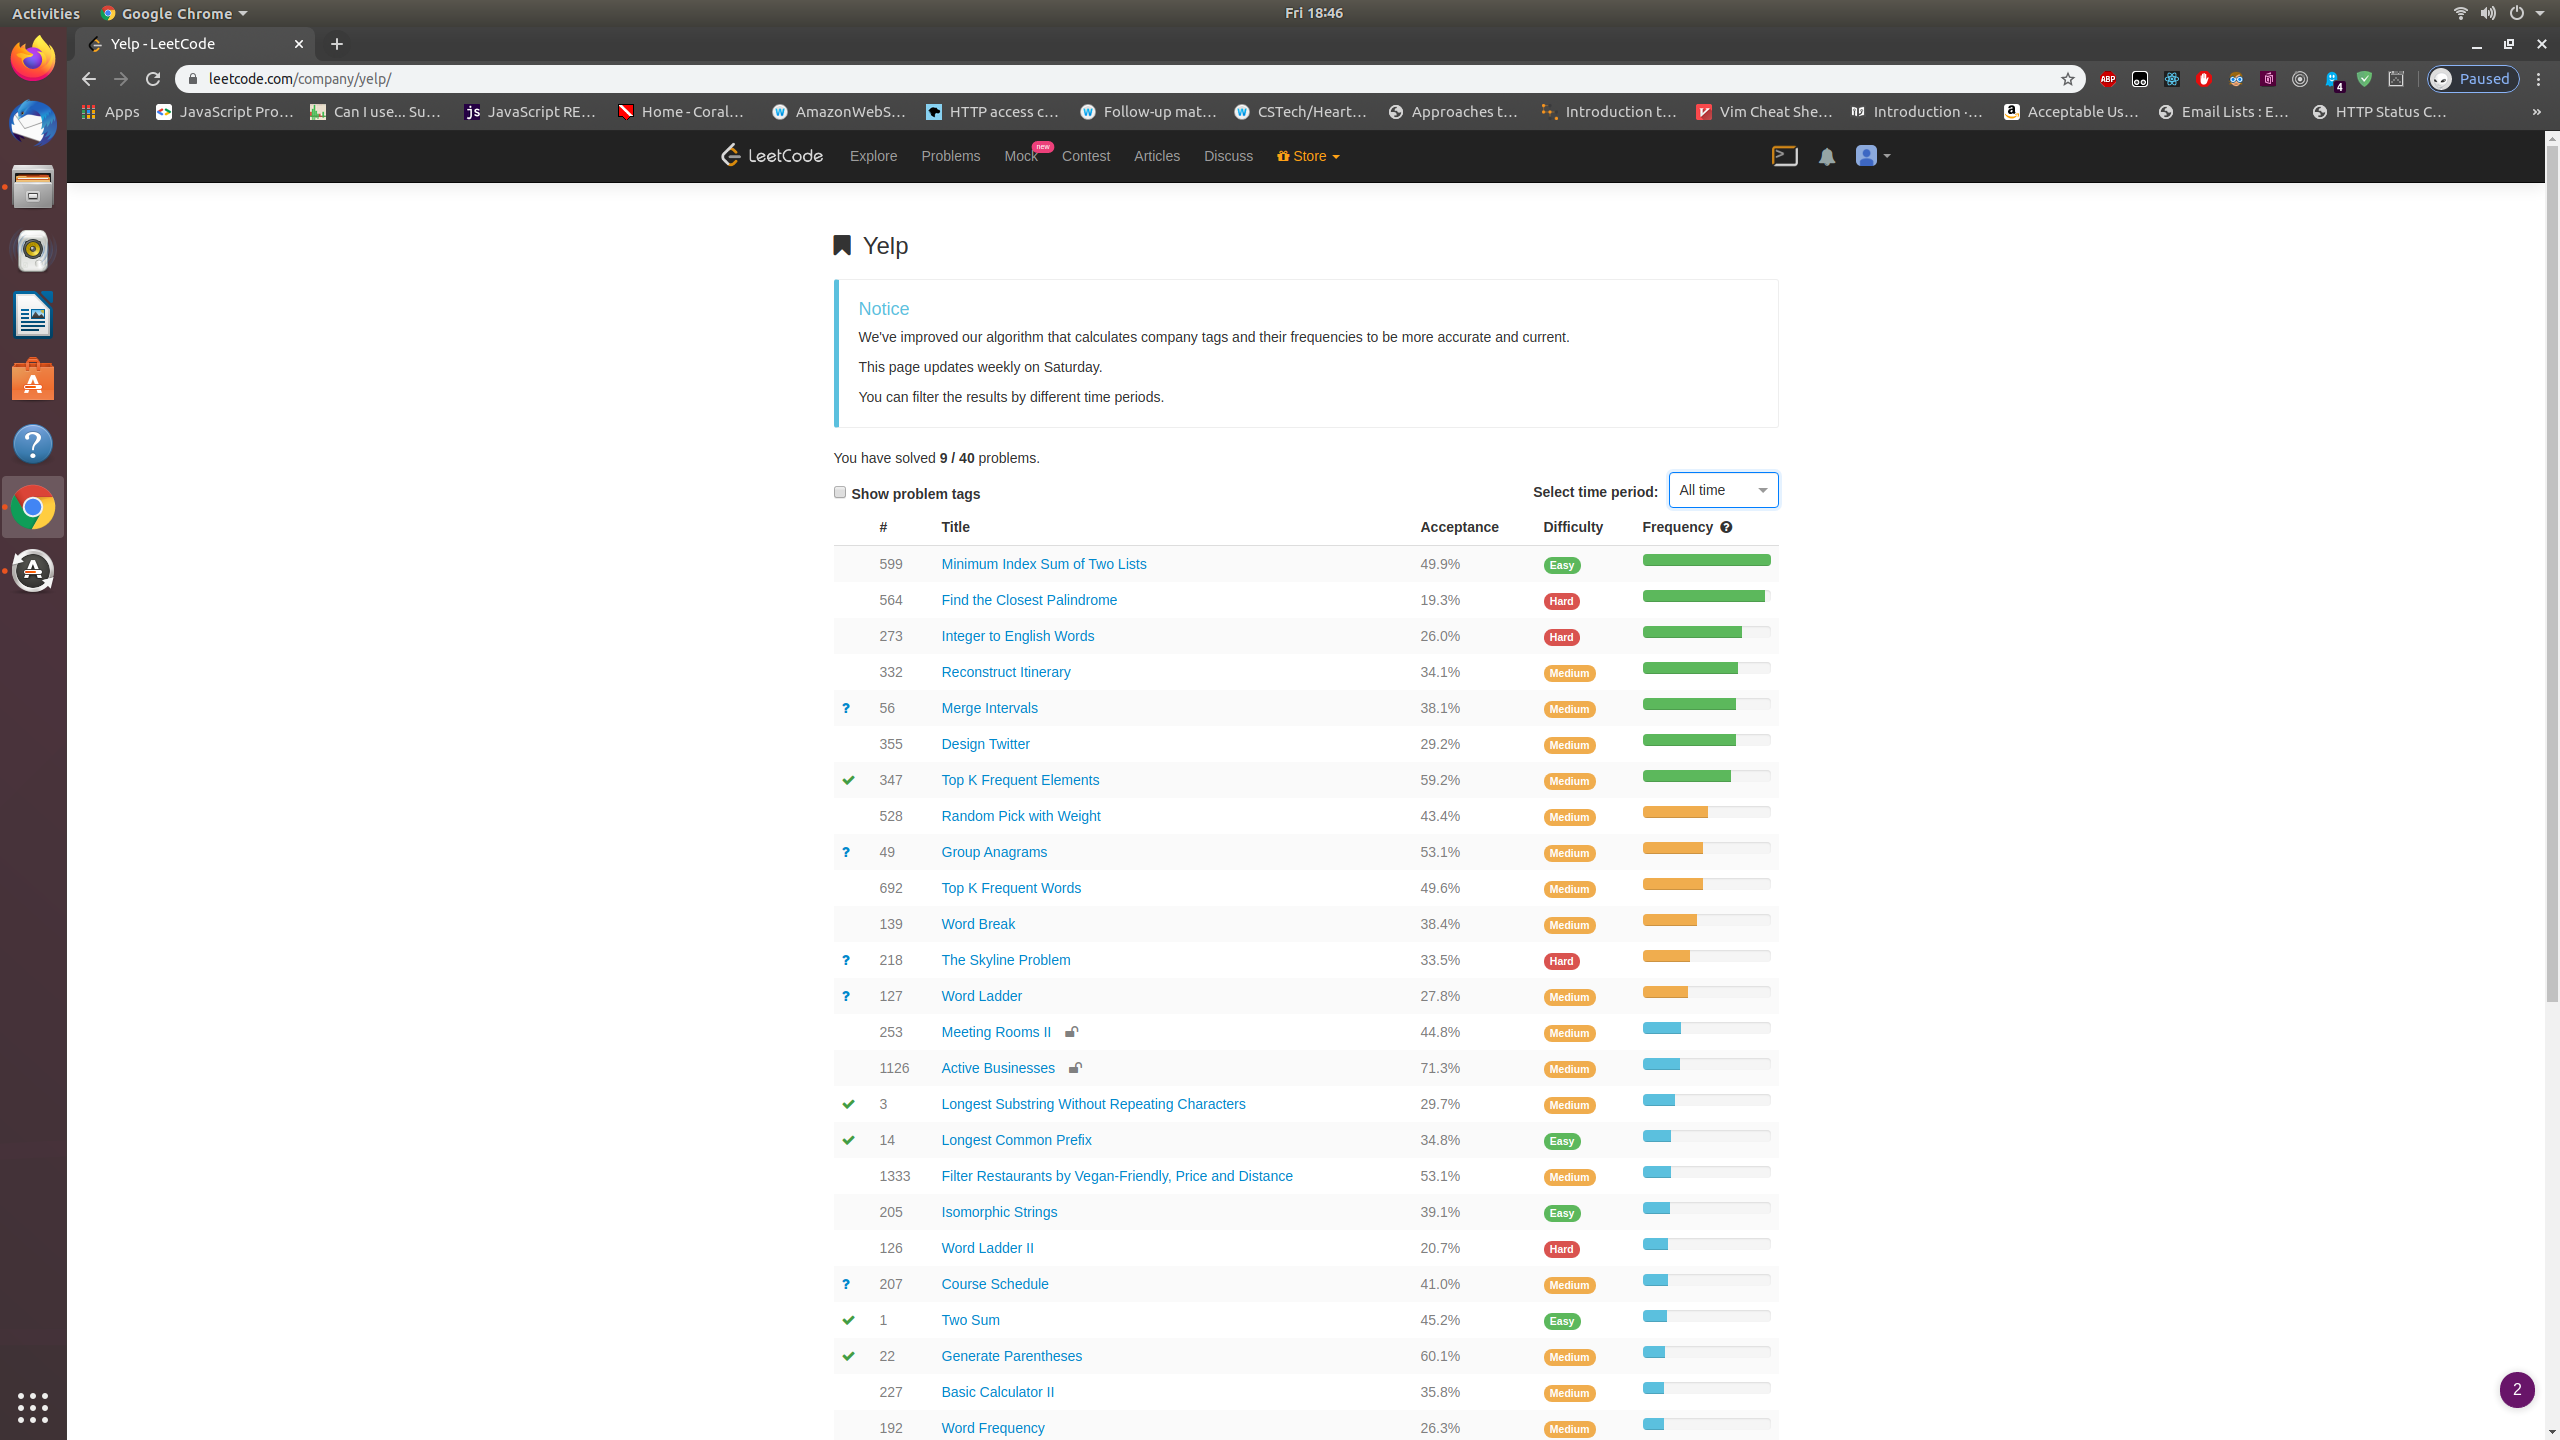 Activities Google Chrome Fri 18:46
Yelp - LeetCode
leetcode.com/company/yelp/ ABP 4 Paused
Apps JavaScript Pro… Can I use... Su… js JavaScript RE… Home - Coral… W AmazonWebS… HTTP access c… W Follow-up mat… W CSTech/Heart… Approaches t… Introduction t… Vim Cheat She… Introduction ·… Acceptable Us… Email Lists : E… HTTP Status C… »
LeetCode Explore Problems Mock new Contest Articles Discuss Store
Yelp
Notice
We've improved our algorithm that calculates company tags and their frequencies to be more accurate and current.
This page updates weekly on Saturday.
You can filter the results by different time periods.
You have solved 9 / 40 problems.
Show problem tags Select time period: All time
# Title Acceptance Difficulty Frequency ?
599 Minimum Index Sum of Two Lists 49.9% Easy
564 Find the Closest Palindrome 19.3% Hard
273 Integer to English Words 26.0% Hard
332 Reconstruct Itinerary 34.1% Medium
? 56 Merge Intervals 38.1% Medium
355 Design Twitter 29.2% Medium
347 Top K Frequent Elements 59.2% Medium
528 Random Pick with Weight 43.4% Medium
? 49 Group Anagrams 53.1% Medium
692 Top K Frequent Words 49.6% Medium
139 Word Break 38.4% Medium
? 218 The Skyline Problem 33.5% Hard
? 127 Word Ladder 27.8% Medium
253 Meeting Rooms II 44.8% Medium
1126 Active Businesses 71.3% Medium
3 Longest Substring Without Repeating Characters 29.7% Medium
14 Longest Common Prefix 34.8% Easy
1333 Filter Restaurants by Vegan-Friendly, Price and Distance 53.1% Medium
205 Isomorphic Strings 39.1% Easy
126 Word Ladder II 20.7% Hard
? 207 Course Schedule 41.0% Medium
1 Two Sum 45.2% Easy
22 Generate Parentheses 60.1% Medium
227 Basic Calculator II 35.8% Medium
192 Word Frequency 26.3% Medium
2